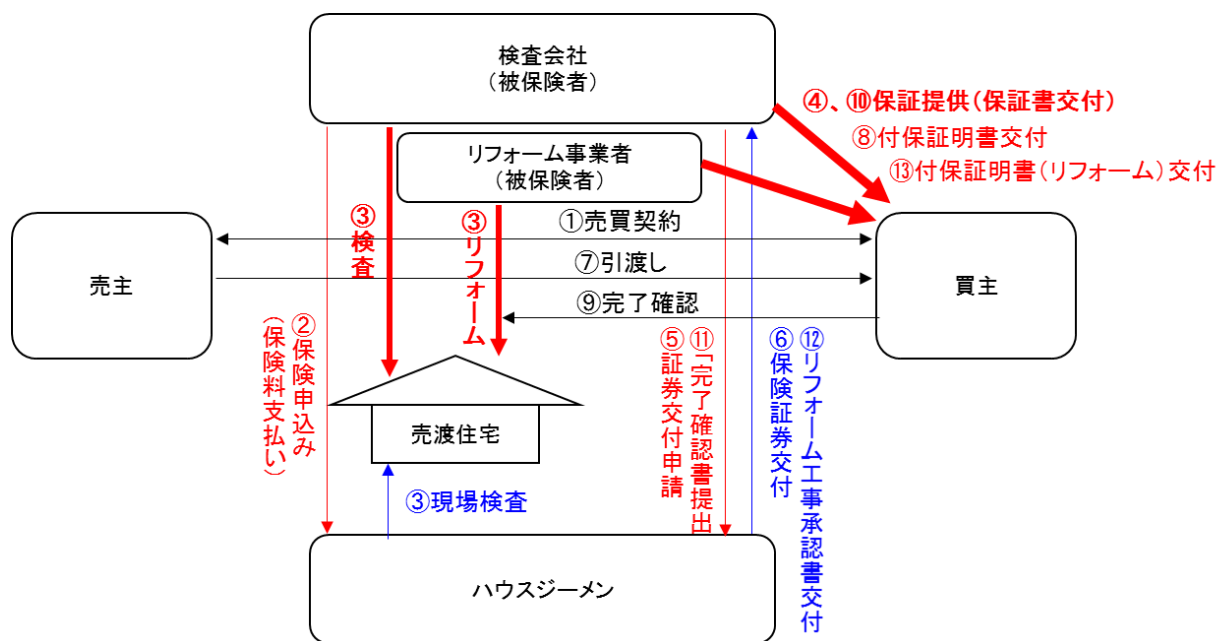 検査会社
（被保険者）
④、⑩保証提供（保証書交付）
⑧付保証明書交付
⑬付保証明書（リフォーム）交付
リフォーム事業者
（被保険者）
③検査
③リフォーム
①売買契約
⑦引渡し
⑨完了確認
売主
買主
②保険申込み
（保険料支払い）
売渡住宅
③現場検査
⑪「完了確認書提出
⑤証券交付申請
⑫リフォーム工事承認書交付
⑥保険証券交付
ハウスジーメン